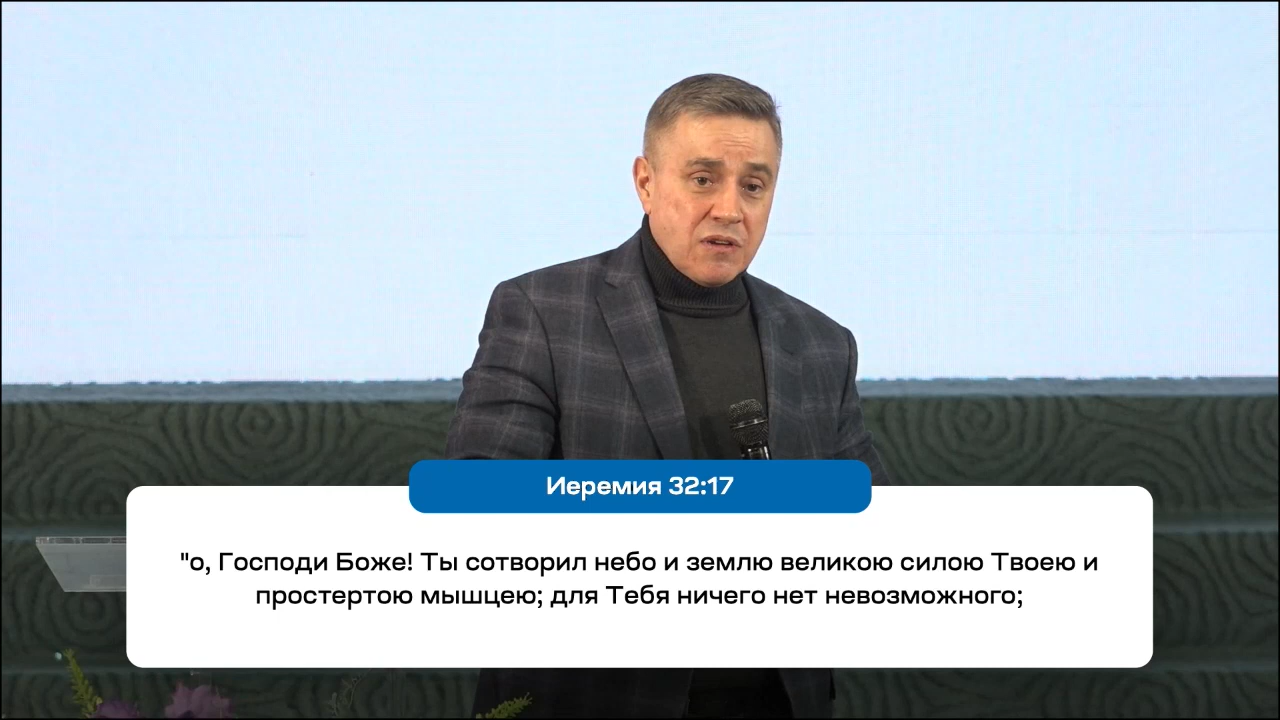 Иеремия 32:17
"о, Господи Боже! Ты сотворил небо и землю великою силою Твоею и
простертою мышцею; для Тебя ничего нет невозможного;